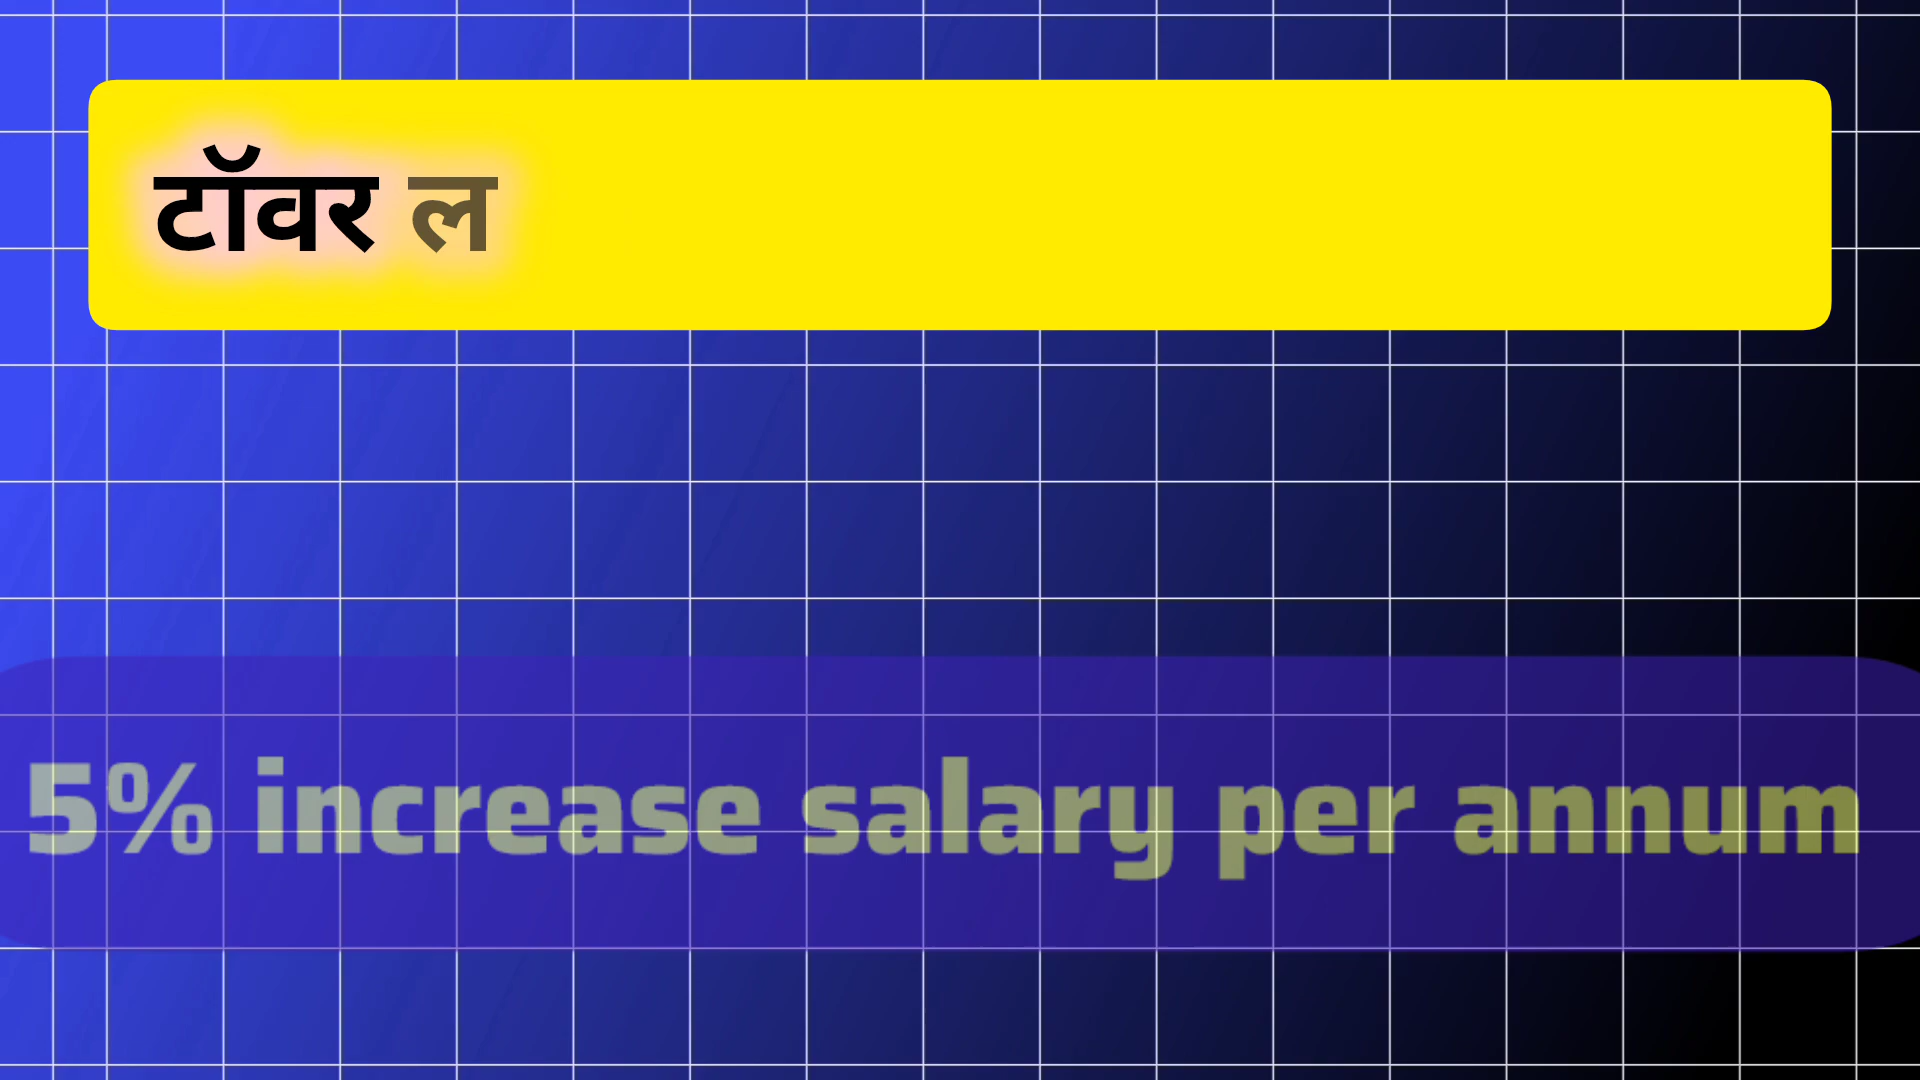 टॉवर ल
5% increase salary per annum